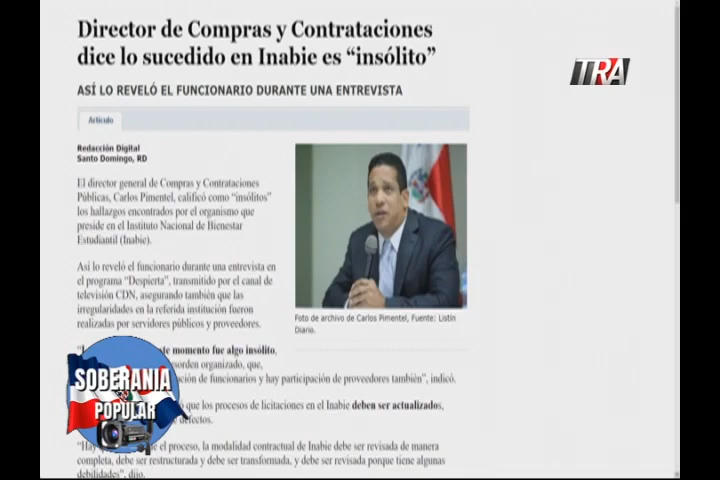 Director de Compras y Contrataciones
dice lo sucedido en Inabie es “insólito”
ASÍ LO REVELÓ EL FUNCIONARIO DURANTE UNA ENTREVISTA
TRA
Artículo
Redacción Digital
Santo Domingo, RD
El director general de Compras y Contrataciones
Públicas, Carlos Pimentel, calificó como “insólitos”
los hallazgos encontrados por el organismo que
preside en el Instituto Nacional de Bienestar
Estudiantil (Inabie).
Así lo reveló el funcionario durante una entrevista en
el programa “Despierta”, transmitido por el canal de
televisión CDN, asegurando también que las
irregularidades en la referida institución fueron
realizadas por servidores públicos y proveedores.
Foto de archivo de Carlos Pimentel, Fuente: Listín
Diario.
momento fue algo insólito,
desorden organizado, que,
de funcionarios y hay participación de proveedores también”, indicó.
que los procesos de licitaciones en el Inabie deben ser actualizados,
defectos.
“Hay el proceso, la modalidad contractual de Inabie debe ser revisada de manera
completa, debe ser restructurada y debe ser transformada, y debe ser revisada porque tiene algunas
debilidades”, dijo.
SOBERANIA
POPULAR